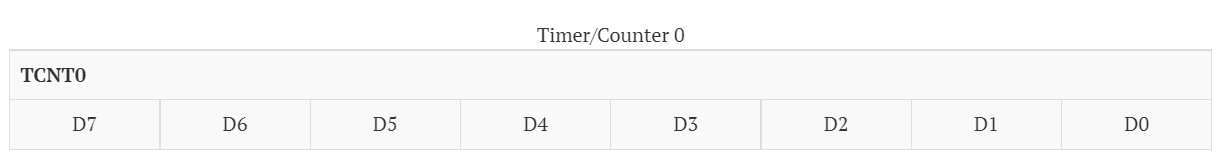 Timer/Counter 0
TCNT0
D7 D6 D5 D4 D3 D2 D1 D0